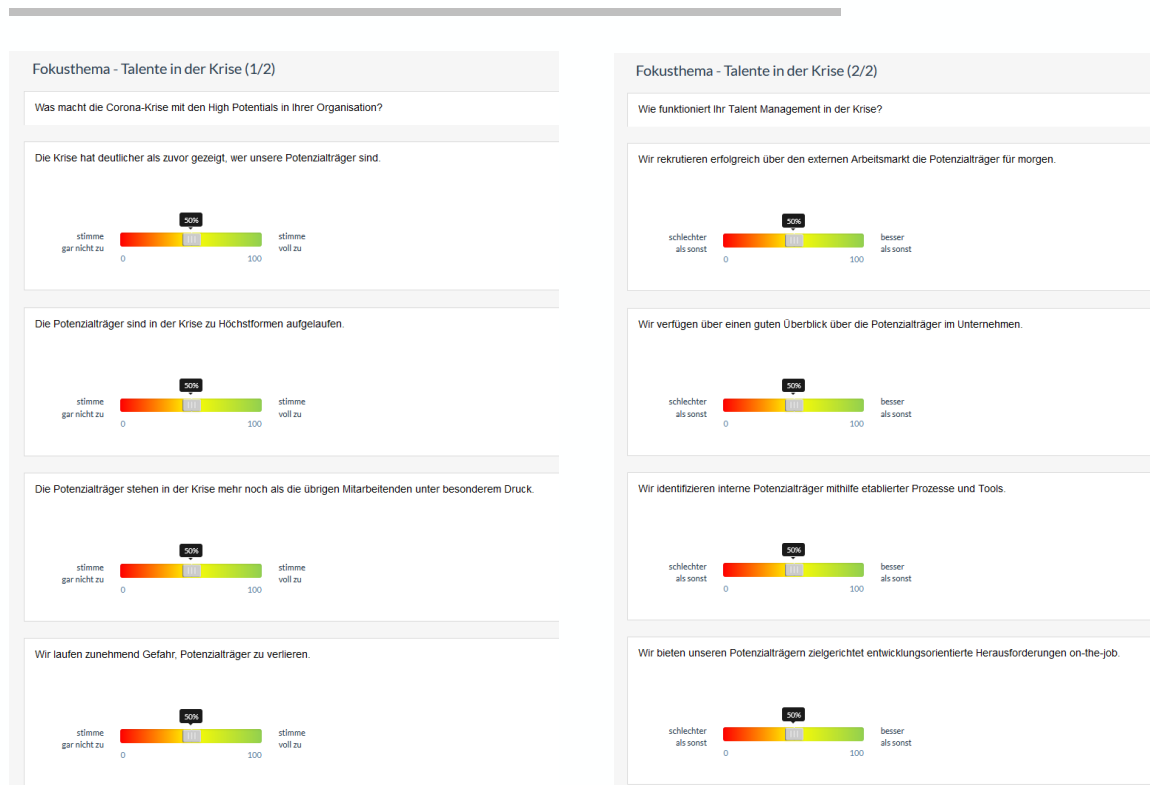 Fokusthema - Talente in der Krise (1/2)
Was macht die Corona-Krise mit den High Potentials in Ihrer Organisation?
Die Krise hat deutlicher als zuvor gezeigt, wer unsere Potenzialträger sind.
50%
stimme
gar nicht zu
stimme
voll zu
0
100
Die Potenzialträger sind in der Krise zu Höchstformen aufgelaufen.
50%
stimme
gar nicht zu
stimme
voll zu
0
100
Die Potenzialträger stehen in der Krise mehr noch als die übrigen Mitarbeitenden unter besonderem Druck.
50%
stimme
gar nicht zu
stimme
voll zu
0
100
Wir laufen zunehmend Gefahr, Potenzialträger zu verlieren.
50%
stimme
gar nicht zu
stimme
voll zu
0
100
Fokusthema - Talente in der Krise (2/2)
Wie funktioniert Ihr Talent Management in der Krise?
Wir rekrutieren erfolgreich über den externen Arbeitsmarkt die Potenzialträger für morgen.
50%
schlechter
als sonst
besser
als sonst
0
100
Wir verfügen über einen guten Überblick über die Potenzialträger im Unternehmen.
50%
schlechter
als sonst
besser
als sonst
0
100
Wir identifizieren interne Potenzialträger mithilfe etablierter Prozesse und Tools.
50%
schlechter
als sonst
besser
als sonst
0
100
Wir bieten unseren Potenzialträgern zielgerichtet entwicklungsorientierte Herausforderungen on-the-job.
50%
schlechter
als sonst
besser
als sonst
0
100